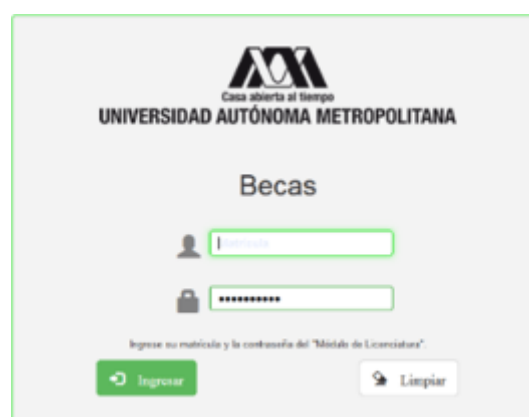 Casa abierta al tiempo
UNIVERSIDAD AUTÓNOMA METROPOLITANA
Becas
Matrícula
••••••••••
Ingrese su matrícula y la contraseña del "Módulo de Licenciatura".
Ingresar
Limpiar